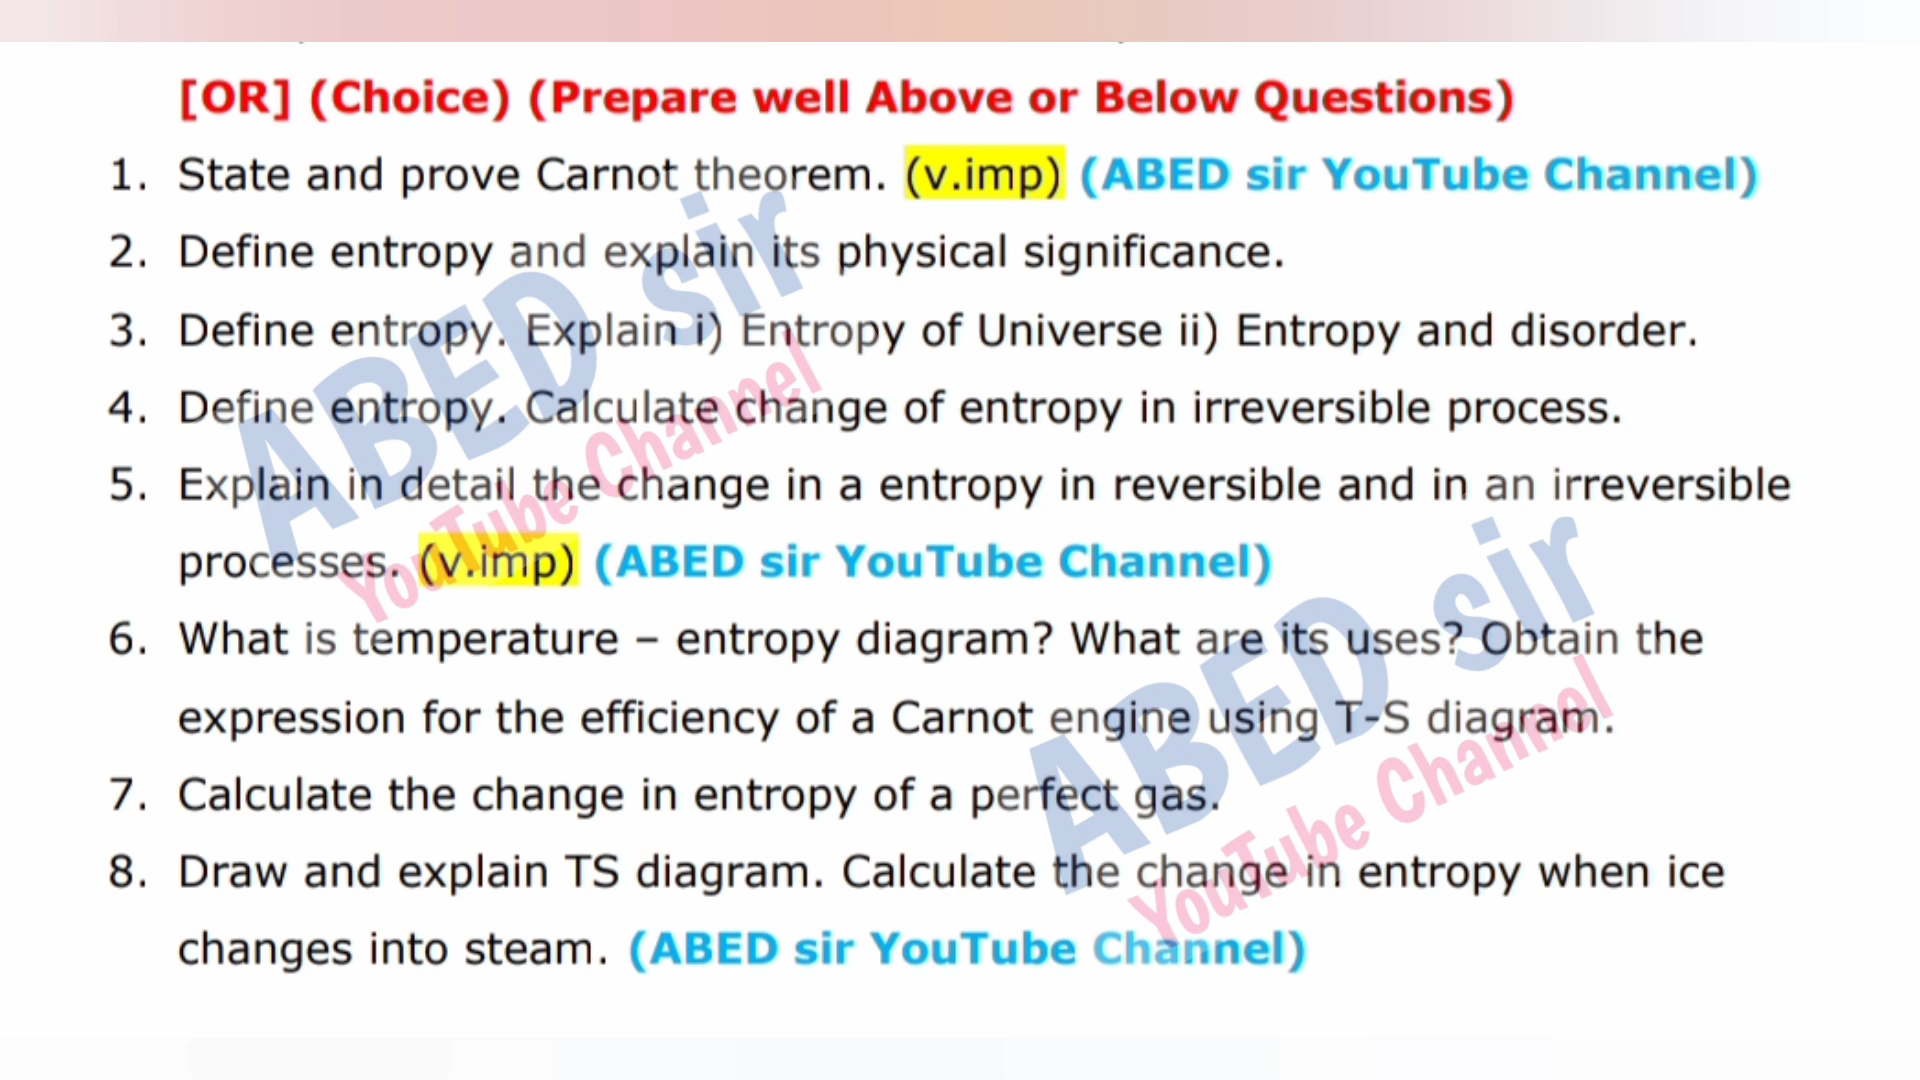 [OR] (Choice) (Prepare well Above or Below Questions)
1. State and prove Carnot theorem. (v.imp) (ABED sir YouTube Channel)
2. Define entropy and explain its physical significance.
3. Define entropy. Explain i) Entropy of Universe ii) Entropy and disorder.
4. Define entropy. Calculate change of entropy in irreversible process.
5. Explain in detail the change in a entropy in reversible and in an irreversible
processes. (v.imp) (ABED sir YouTube Channel)
6. What is temperature – entropy diagram? What are its uses? Obtain the
expression for the efficiency of a Carnot engine using T-S diagram.
7. Calculate the change in entropy of a perfect gas.
8. Draw and explain TS diagram. Calculate the change in entropy when ice
changes into steam. (ABED sir YouTube Channel)
ABED sir
YouTube Channel
ABED sir
YouTube Channel